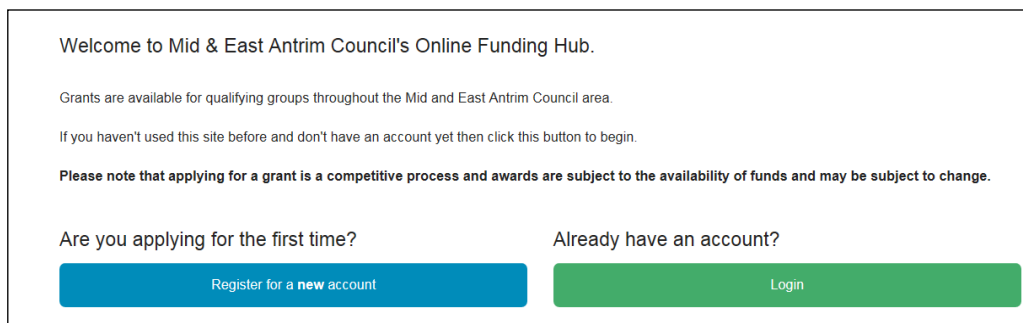 Welcome to Mid & East Antrim Council's Online Funding Hub.
Grants are available for qualifying groups throughout the Mid and East Antrim Council area.
If you haven't used this site before and don't have an account yet then click this button to begin.
Please note that applying for a grant is a competitive process and awards are subject to the availability of funds and may be subject to change.
Are you applying for the first time?
Register for a new account
Already have an account?
Login